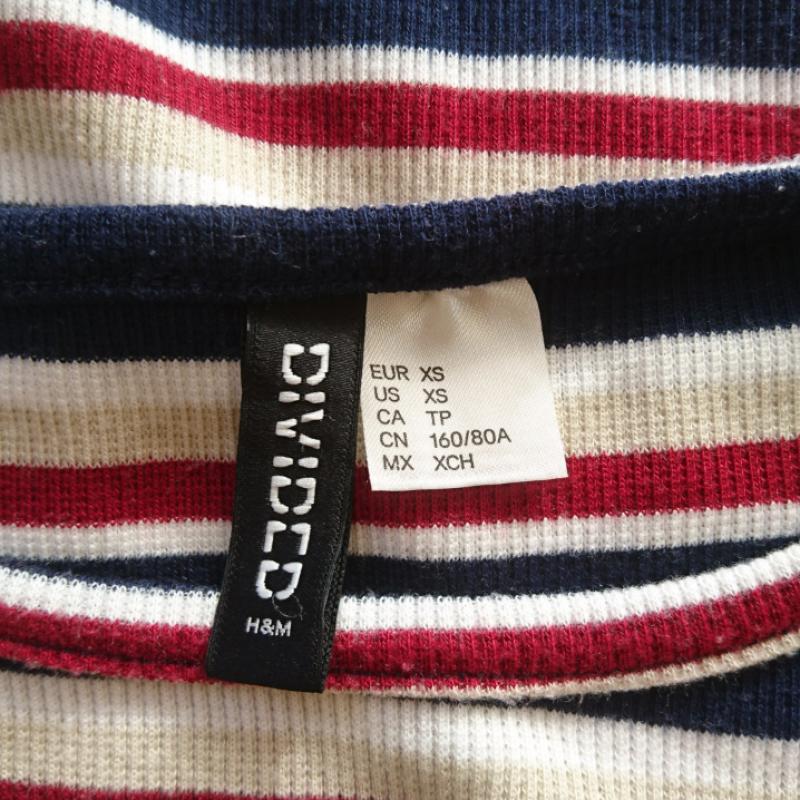 DIVIDED
H&M
EUR XS
US XS
CA TP
CN 160/80A
MX XCH